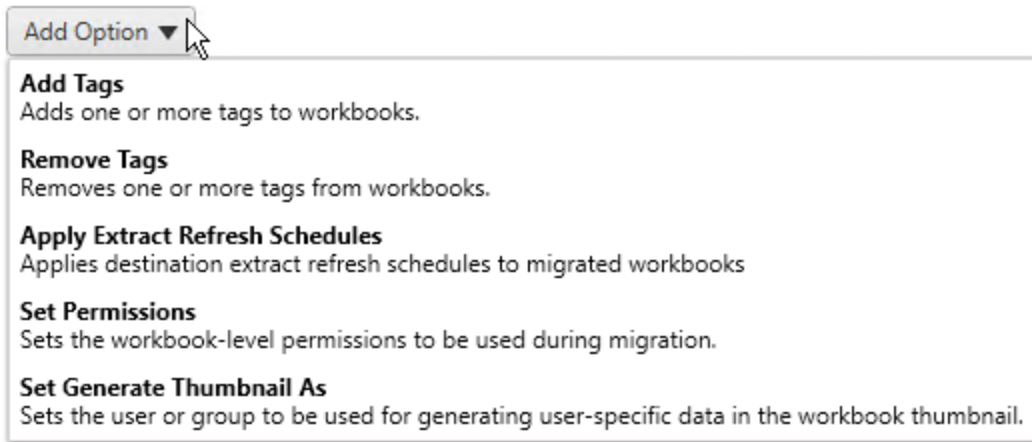 Add Option
Add Tags
Adds one or more tags to workbooks.
Remove Tags
Removes one or more tags from workbooks.
Apply Extract Refresh Schedules
Applies destination extract refresh schedules to migrated workbooks
Set Permissions
Sets the workbook-level permissions to be used during migration.
Set Generate Thumbnail As
Sets the user or group to be used for generating user-specific data in the workbook thumbnail.